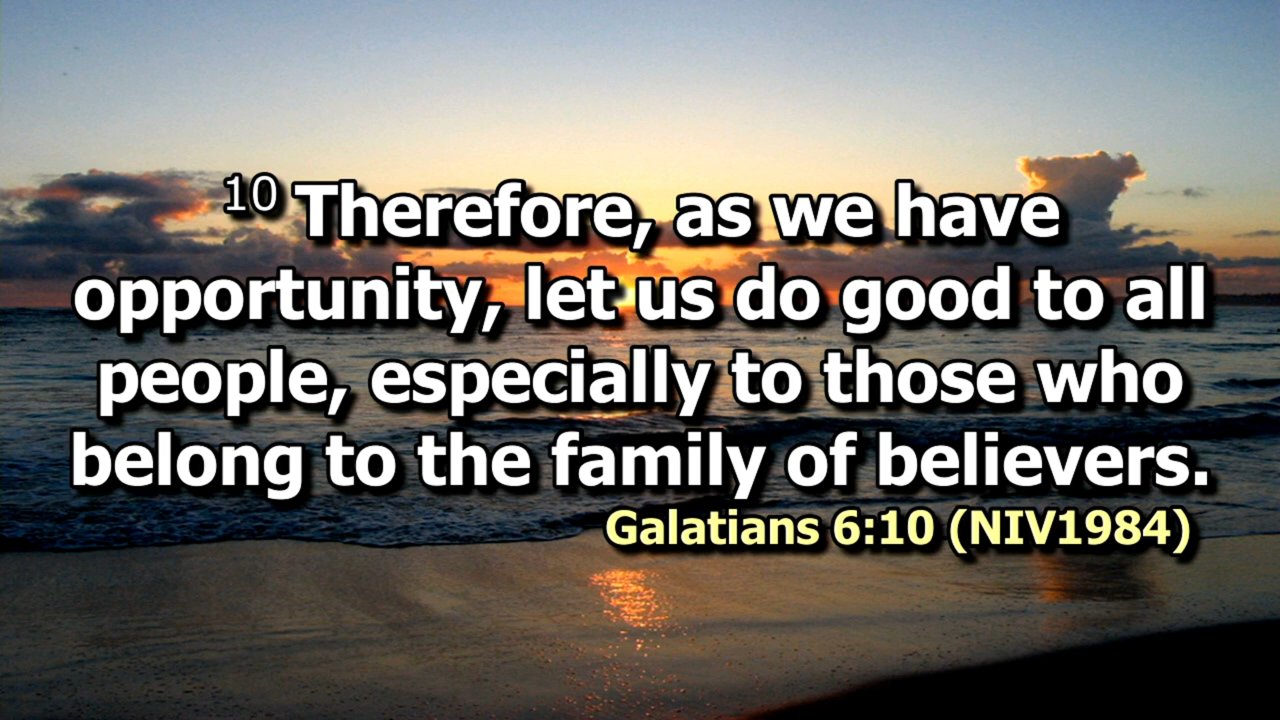 10 Therefore, as we have
opportunity, let us do good to all
people, especially to those who
belong to the family of believers.
Galatians 6:10 (NIV1984)